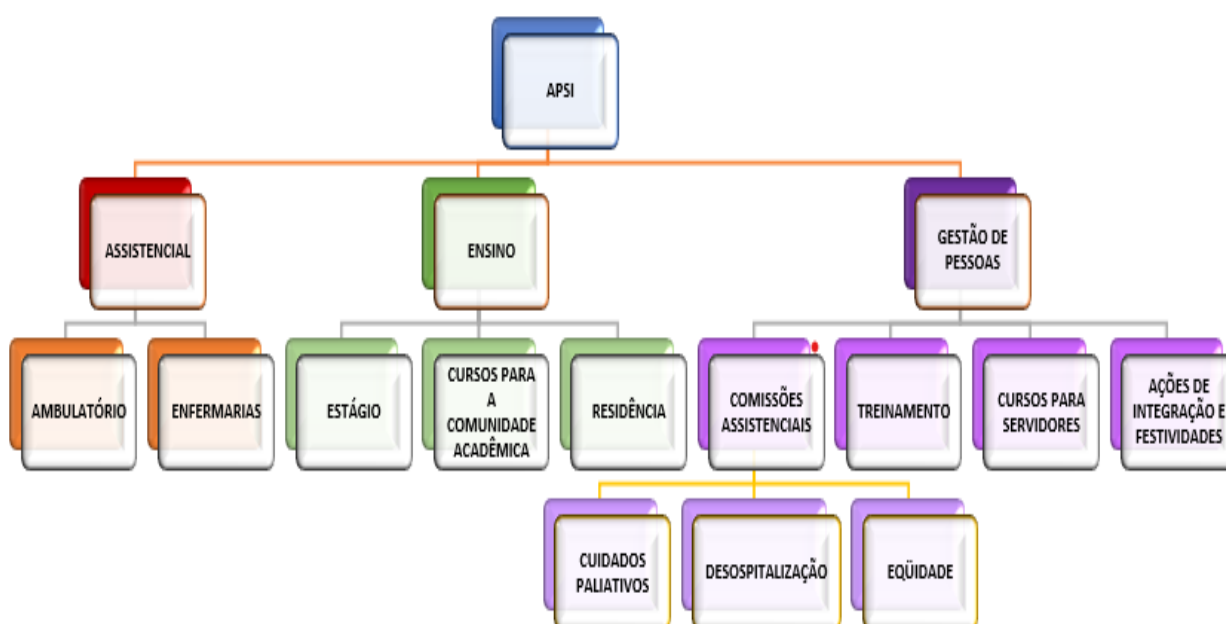 APSI
ASSISTENCIAL
ENSINO
GESTÃO DE
PESSOAS
AMBULATÓRIO
ENFERMARIAS
ESTÁGIO
CURSOS PARA
A
COMUNIDADE
ACADÊMICA
RESIDÊNCIA
COMISSÕES
ASSISTENCIAIS
TREINAMENTO
CURSOS PARA
SERVIDORES
AÇÕES DE
INTEGRAÇÃO E
FESTIVIDADES
CUIDADOS
PALIATIVOS
DESOSPITALIZAÇÃO
EQÜIDADE